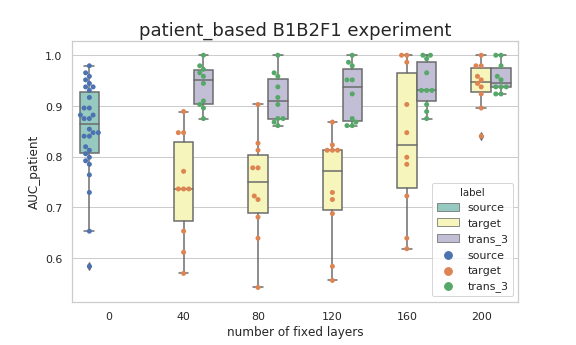 patient_based B1B2F1 experiment
AUC_patient
1.0
0.9
0.8
0.7
0.6
label
source
target
trans_3
source
target
trans_3
0 40 80 120 160 200
number of fixed layers